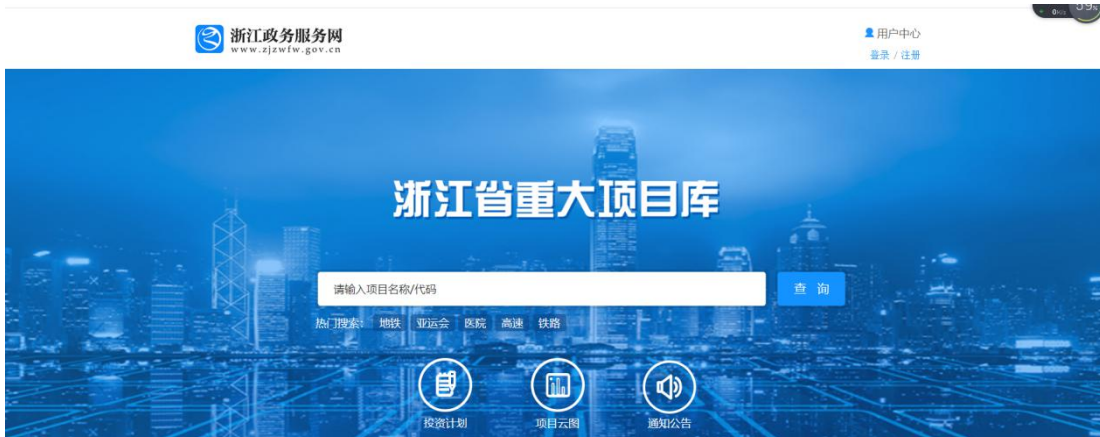 浙江政务服务网
www.zjzwfw.gov.cn
用户中心
登录 / 注册
浙江省重大项目库
请输入项目名称/代码
查 询
热门搜索： 地铁 亚运会 医院 高速 铁路
投资计划 项目云图 通知公告